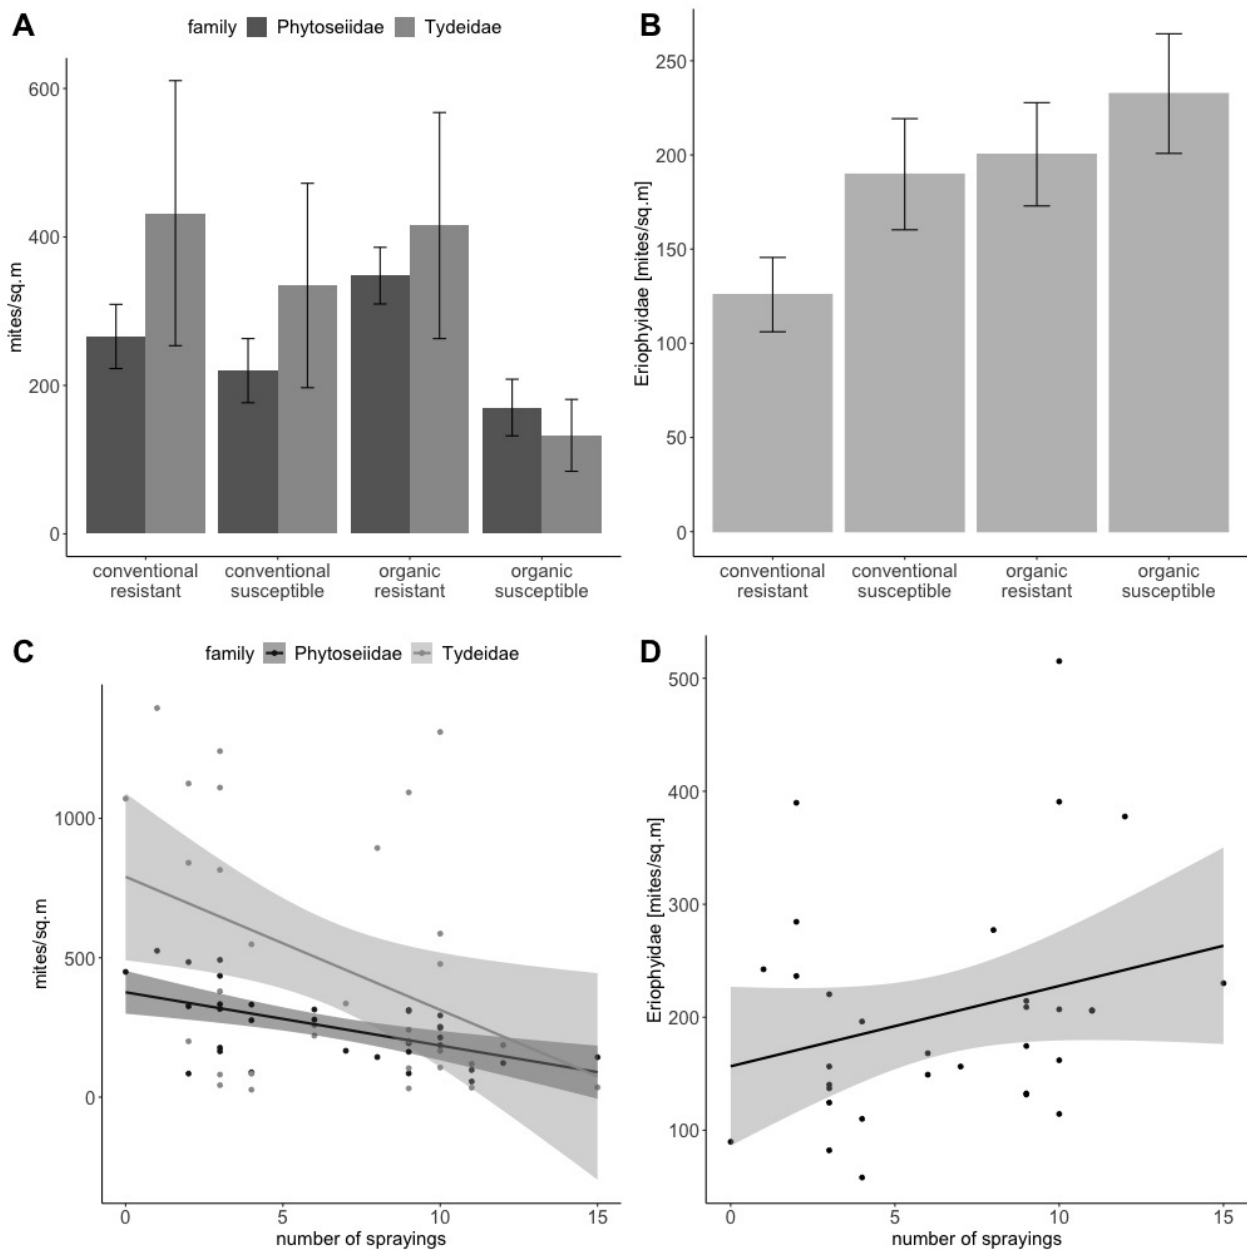 A
family Phytoseiidae Tydeidae
mites/sq.m
600
400
200
0
conventional resistant
conventional susceptible
organic resistant
organic susceptible
B
Eriophyidae [mites/sq.m]
250
200
150
100
50
0
conventional resistant
conventional susceptible
organic resistant
organic susceptible
C
family Phytoseiidae Tydeidae
mites/sq.m
1000
500
0
0 5 10 15
number of sprayings
D
Eriophyidae [mites/sq.m]
500
400
300
200
100
0 5 10 15
number of sprayings